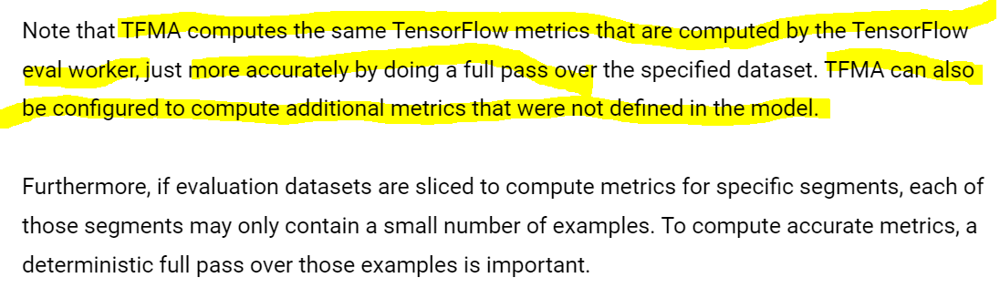 Note that TFMA computes the same TensorFlow metrics that are computed by the TensorFlow
eval worker, just more accurately by doing a full pass over the specified dataset. TFMA can also
be configured to compute additional metrics that were not defined in the model.
Furthermore, if evaluation datasets are sliced to compute metrics for specific segments, each of
those segments may only contain a small number of examples. To compute accurate metrics, a
deterministic full pass over those examples is important.